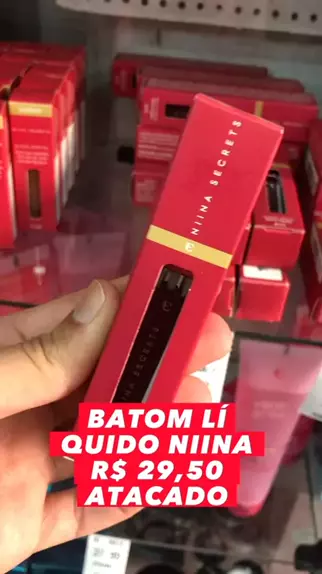 NIINA SECRETS
NIINA SECRETS
BATOM LÍ
QUIDO NIINA
R$ 29,50
ATACADO